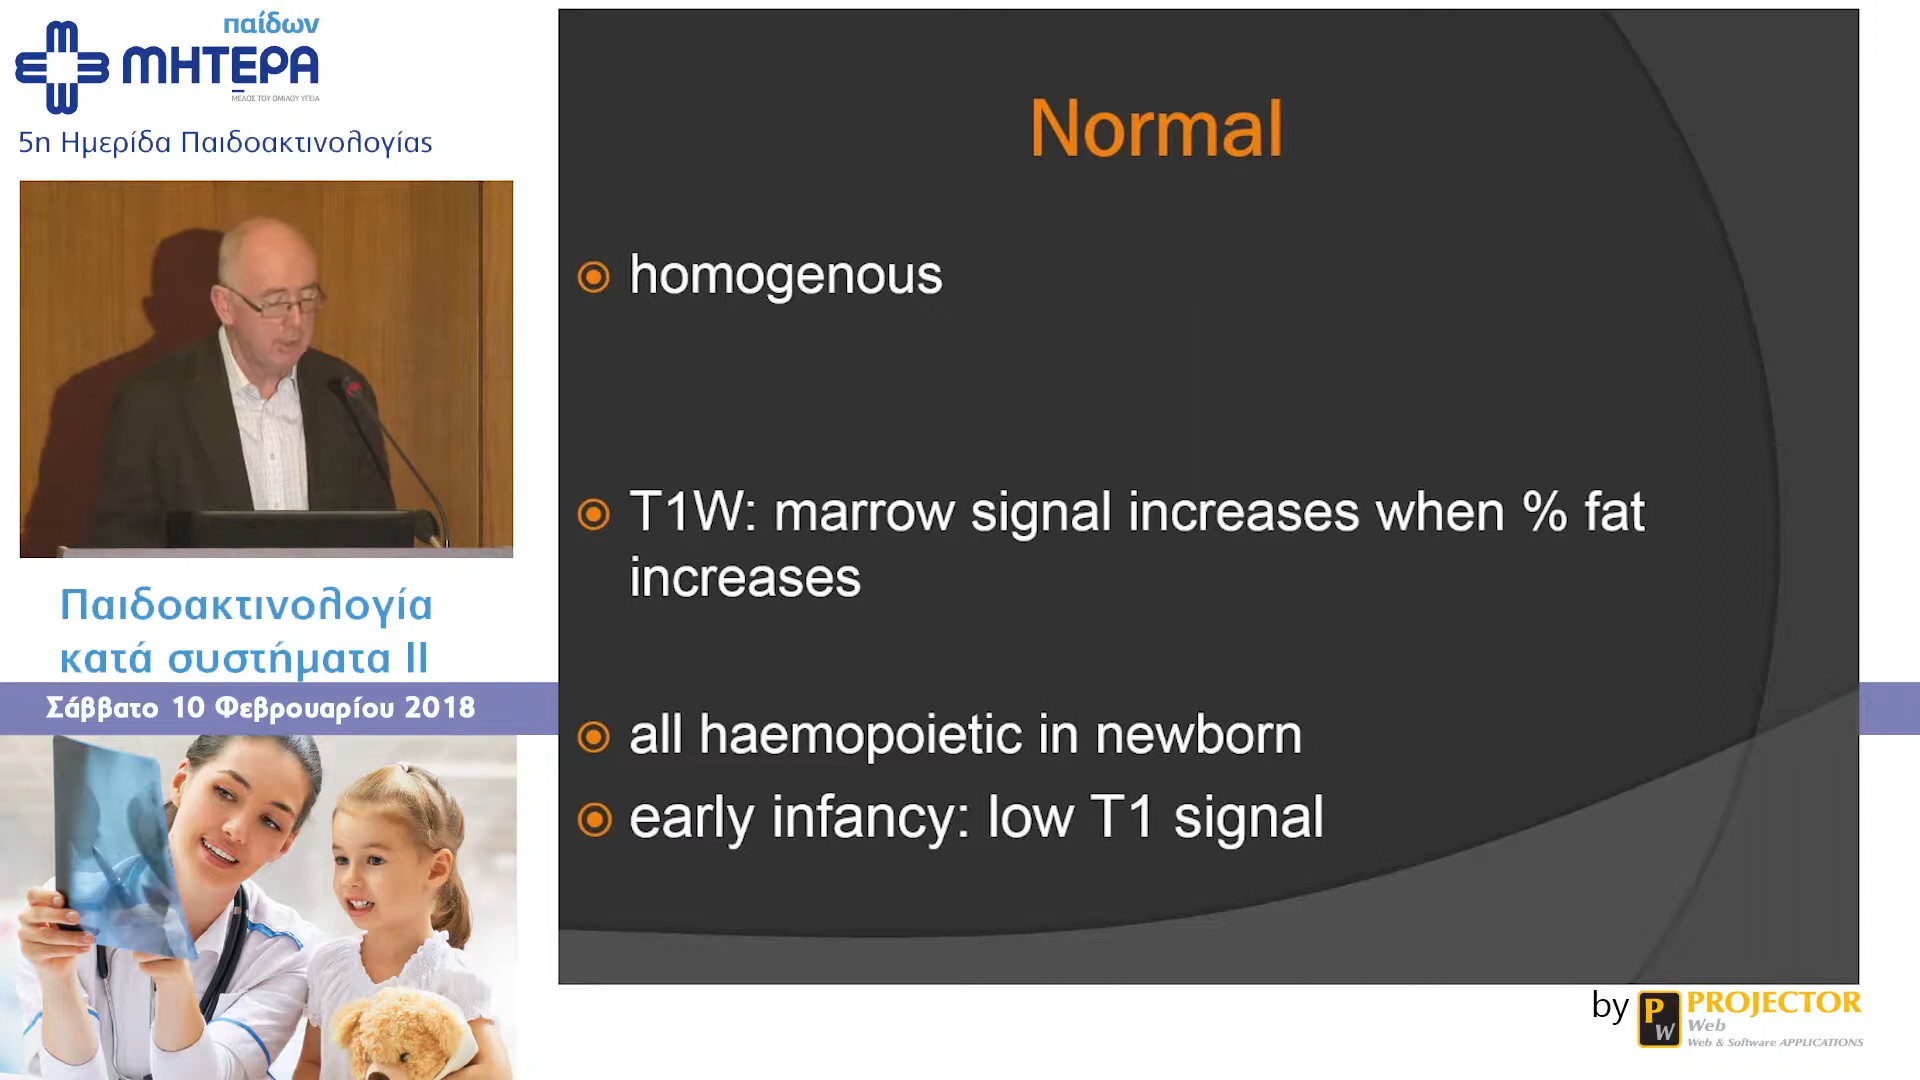 παίδων
ΜΗΤΕΡΑ
ΜΕΛΟΣ ΤΟΥ ΟΜΙΛΟΥ ΥΓΕΙΑ
5η Ημερίδα Παιδοακτινολογίας
Παιδοακτινολογία
κατά συστήματα II
Σάββατο 10 Φεβρουαρίου 2018
Normal
homogenous
T1W: marrow signal increases when % fat
increases
all haemopoietic in newborn
early infancy: low T1 signal
by PW PROJECTOR
Web
Web & Software APPLICATIONS